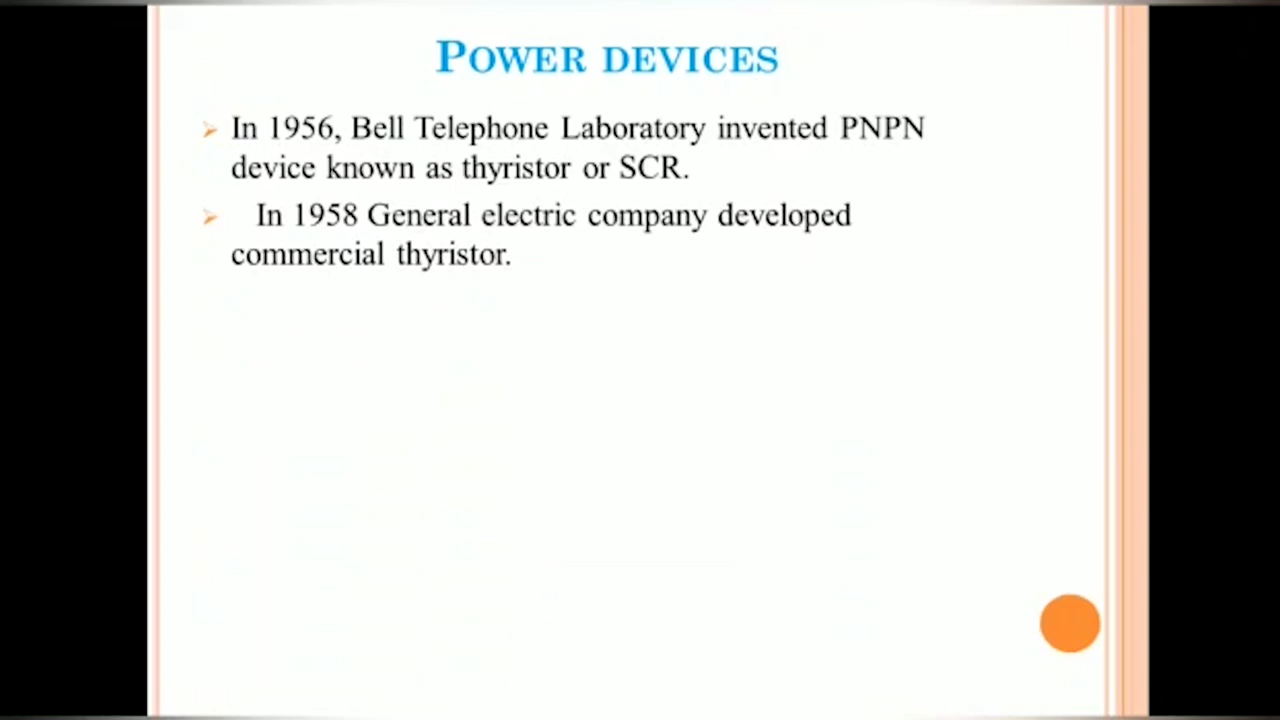 POWER DEVICES
In 1956, Bell Telephone Laboratory invented PNPN
device known as thyristor or SCR.
In 1958 General electric company developed
commercial thyristor.